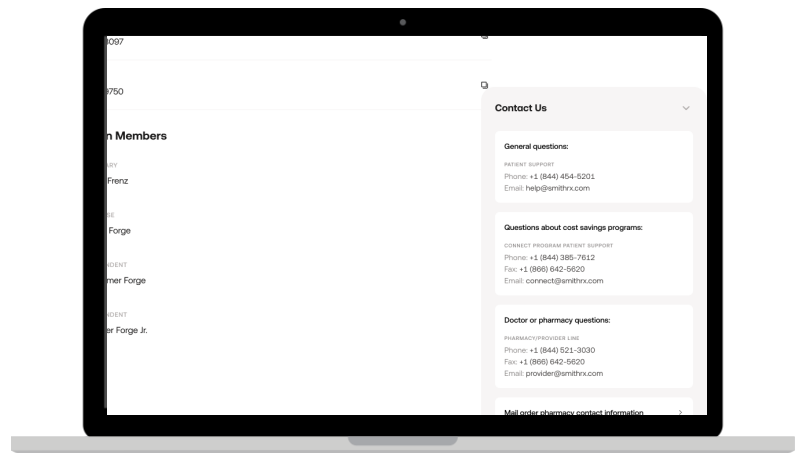 3097
9750
n Members
ARY
Frenz
SE
Forge
NDENT
mer Forge
NDENT
er Forge Jr.
Contact Us
General questions:
PATIENT SUPPORT
Phone: +1 (844) 454-5201
Email: help@smithrx.com
Questions about cost savings programs:
CONNECT PROGRAM PATIENT SUPPORT
Phone: +1 (844) 385-7612
Fax: +1 (866) 642-5620
Email: connect@smithrx.com
Doctor or pharmacy questions:
PHARMACY/PROVIDER LINE
Phone: +1 (844) 521-3030
Fax: +1 (866) 642-5620
Email: provider@smithrx.com
Mail order pharmacy contact information